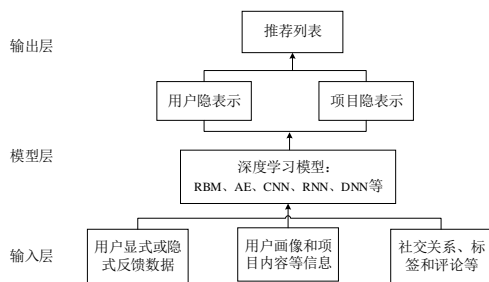 输出层
推荐列表
用户隐表示
项目隐表示
模型层
深度学习模型：
RBM、AE、CNN、RNN、DNN等
输入层
用户显式或隐
式反馈数据
用户画像和项
目内容等信息
社交关系、标
签和评论等